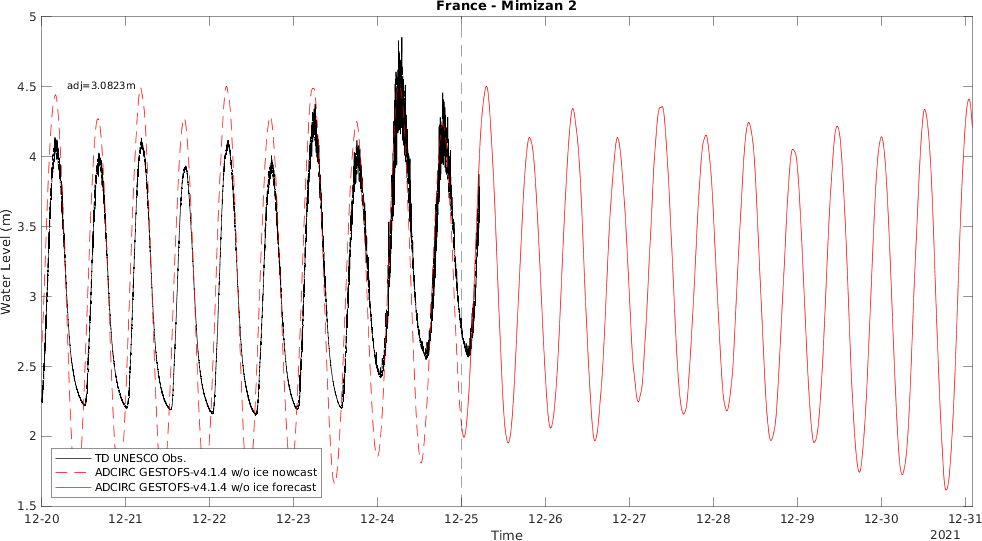 France - Mimizan 2
5
4.5
4
3.5
3
2.5
2
1.5
Water Level (m)
adj=3.0823m
TD UNESCO Obs.
ADCIRC GESTOFS-v4.1.4 w/o ice nowcast
ADCIRC GESTOFS-v4.1.4 w/o ice forecast
12-20 12-21 12-22 12-23 12-24 12-25 12-26 12-27 12-28 12-29 12-30 12-31
Time
2021